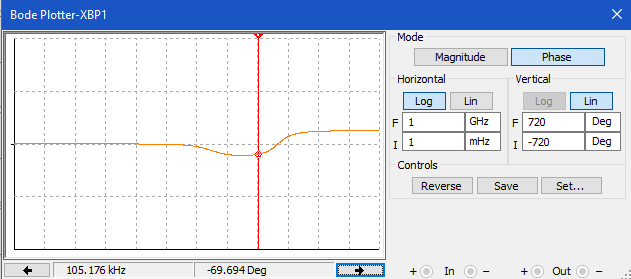 Bode Plotter-XBP1
Mode
Magnitude Phase
Horizontal Vertical
Log Lin Log Lin
F 1 GHz F 720 Deg
I 1 mHz I -720 Deg
Controls
Reverse Save Set...
105.176 kHz -69.694 Deg
+ In − + Out −